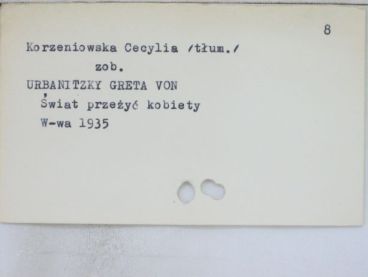 8
Korzeniowska Cecylia /tłum./
zob.
URBANITZKY GRETA VON
Świat przeżyć kobiety
W-wa 1935